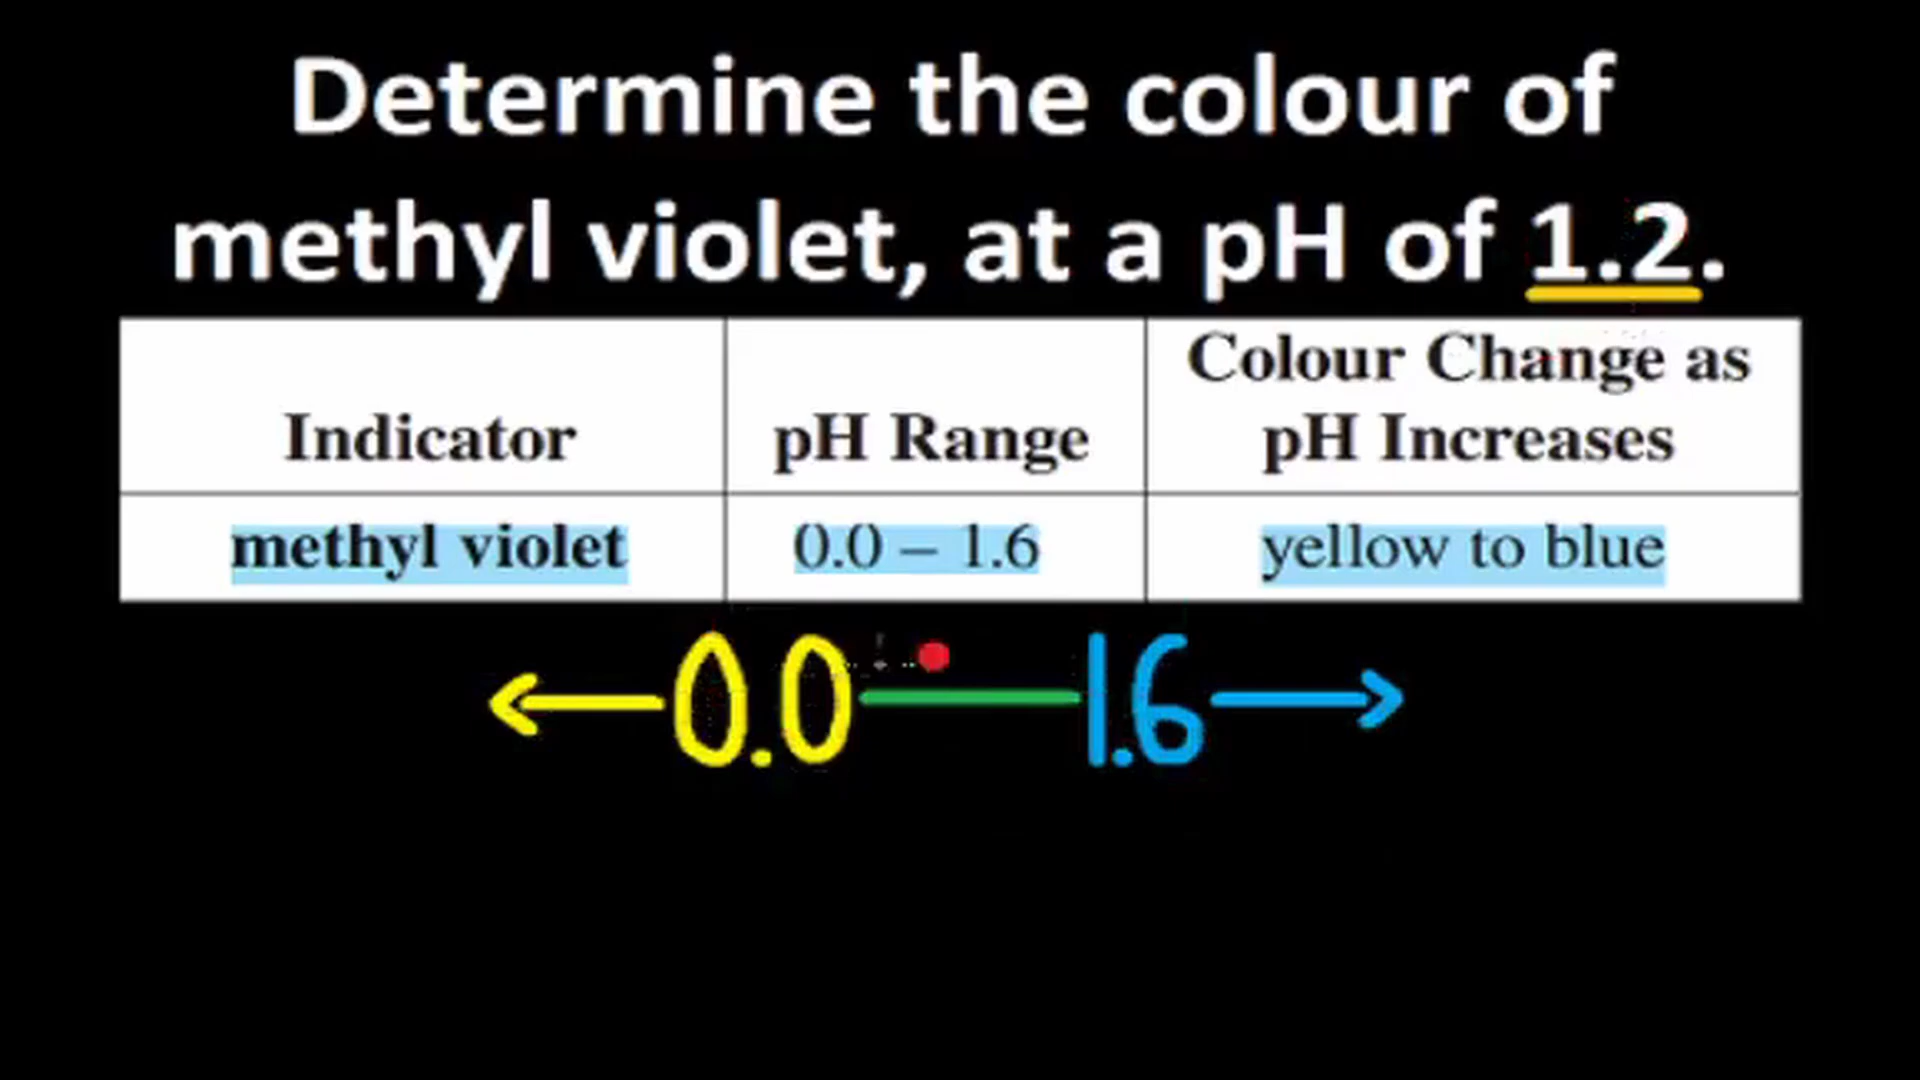 Determine the colour of
methyl violet, at a pH of 1.2.
Indicator
pH Range
Colour Change as
pH Increases
methyl violet
0.0 – 1.6
yellow to blue
0.0
1.6